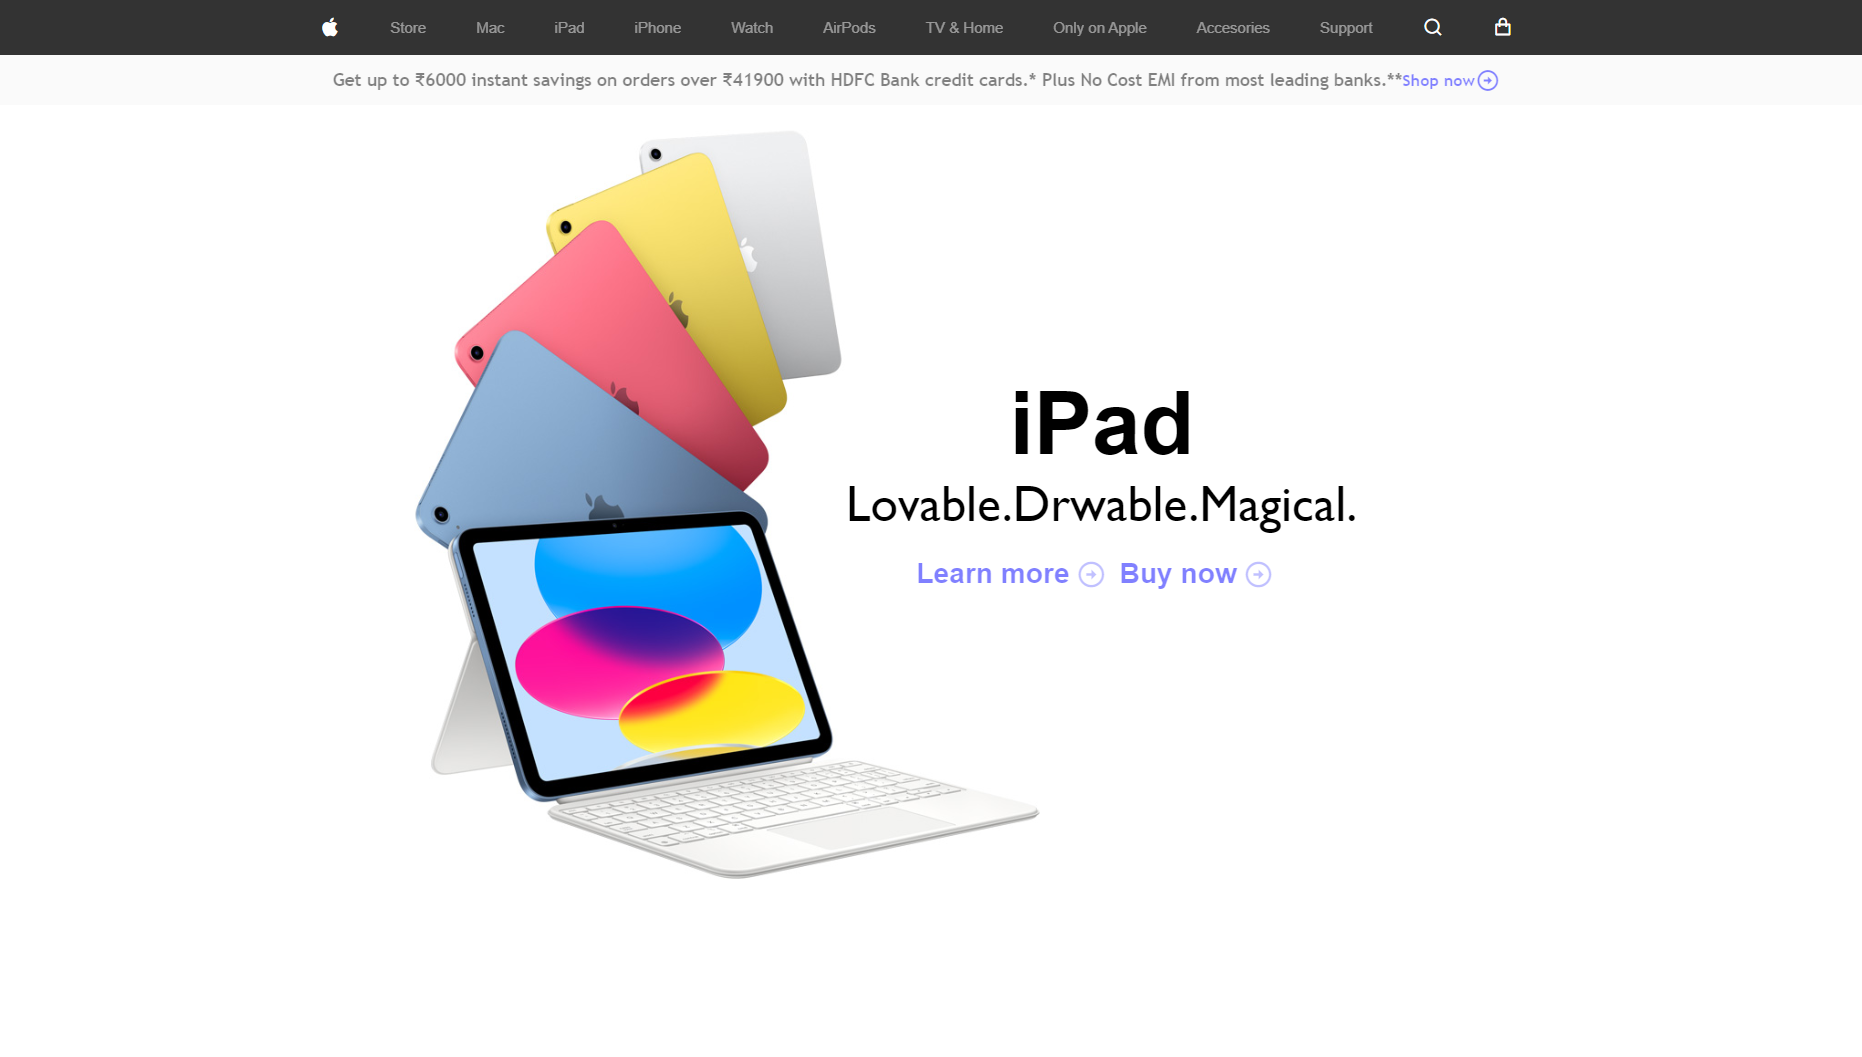 Store Mac iPad iPhone Watch AirPods TV & Home Only on Apple Accesories Support
Get up to ₹6000 instant savings on orders over ₹41900 with HDFC Bank credit cards.* Plus No Cost EMI from most leading banks.**Shop now
iPad
Lovable.Drwable.Magical.
Learn more Buy now